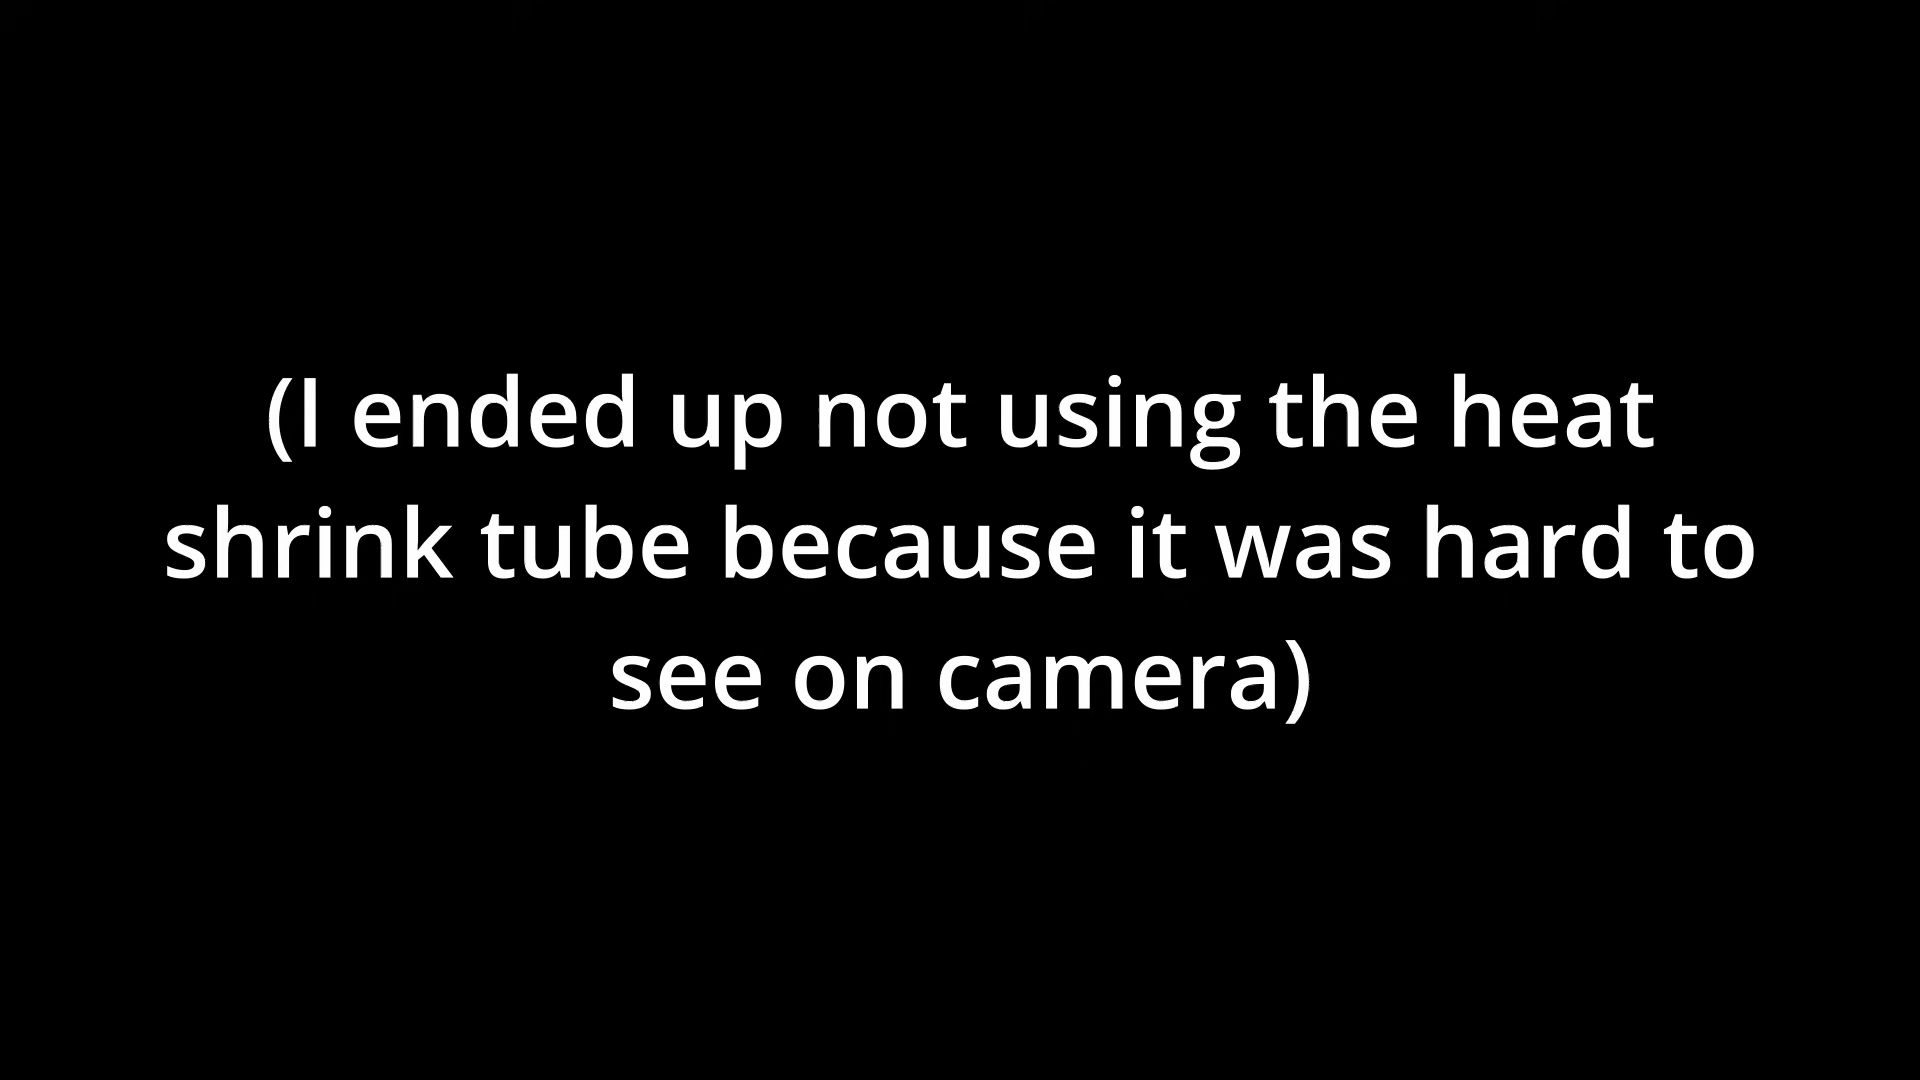 (I ended up not using the heat
shrink tube because it was hard to
see on camera)